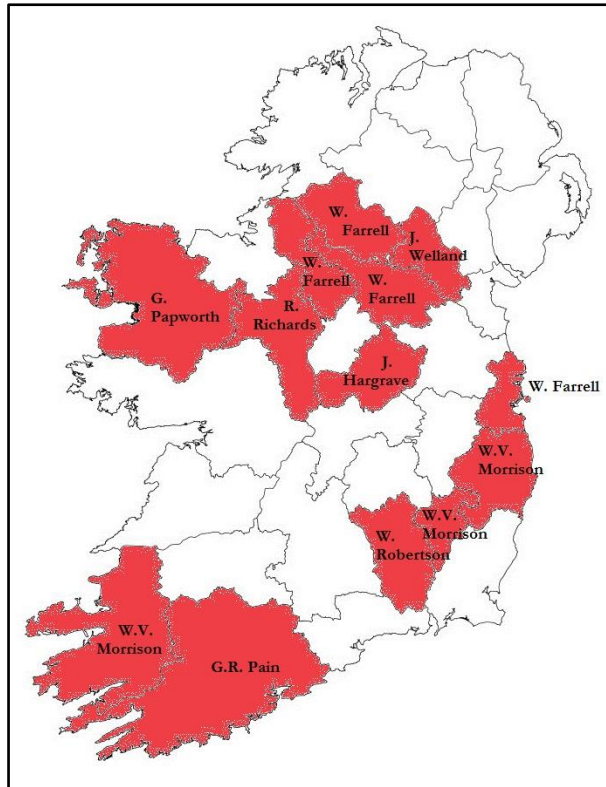 W.
Farrell
J.
Welland
W.
Farrell
W.
Farrell
G.
Papworth
R.
Richards
J.
Hargrave
W. Farrell
W.V.
Morrison
W.V.
Morrison
W.
Robertson
W.V.
Morrison
G.R. Pain